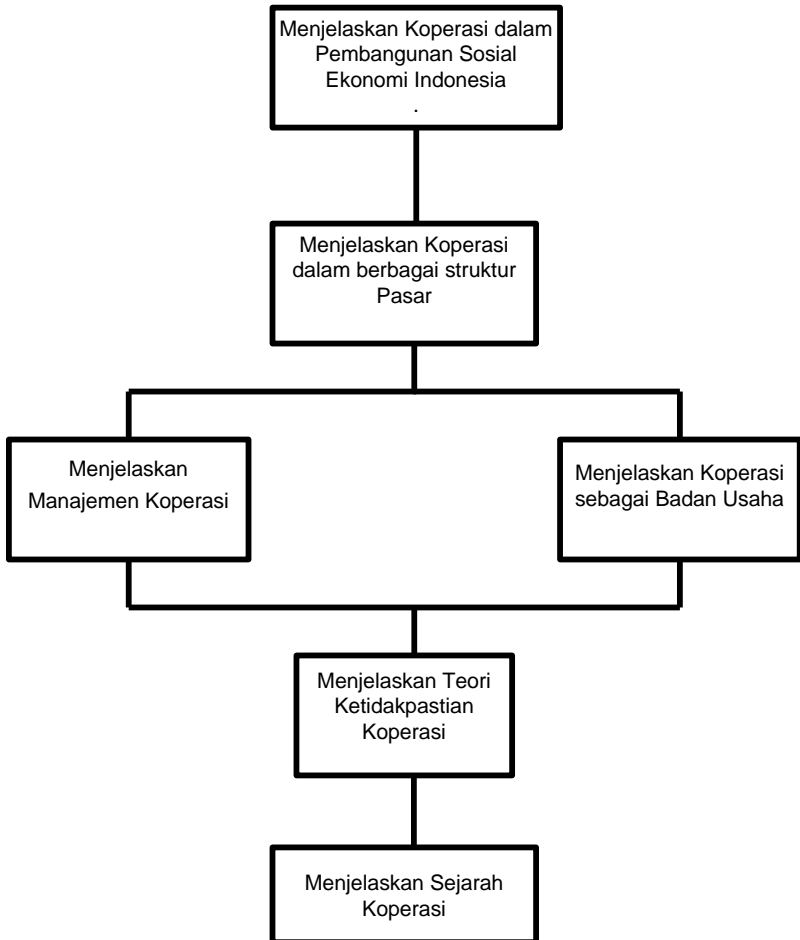 Menjelaskan Koperasi dalam
Pembangunan Sosial
Ekonomi Indonesia
.
Menjelaskan Koperasi
dalam berbagai struktur
Pasar
Menjelaskan
Manajemen Koperasi
Menjelaskan Koperasi
sebagai Badan Usaha
Menjelaskan Teori
Ketidakpastian
Koperasi
Menjelaskan Sejarah
Koperasi